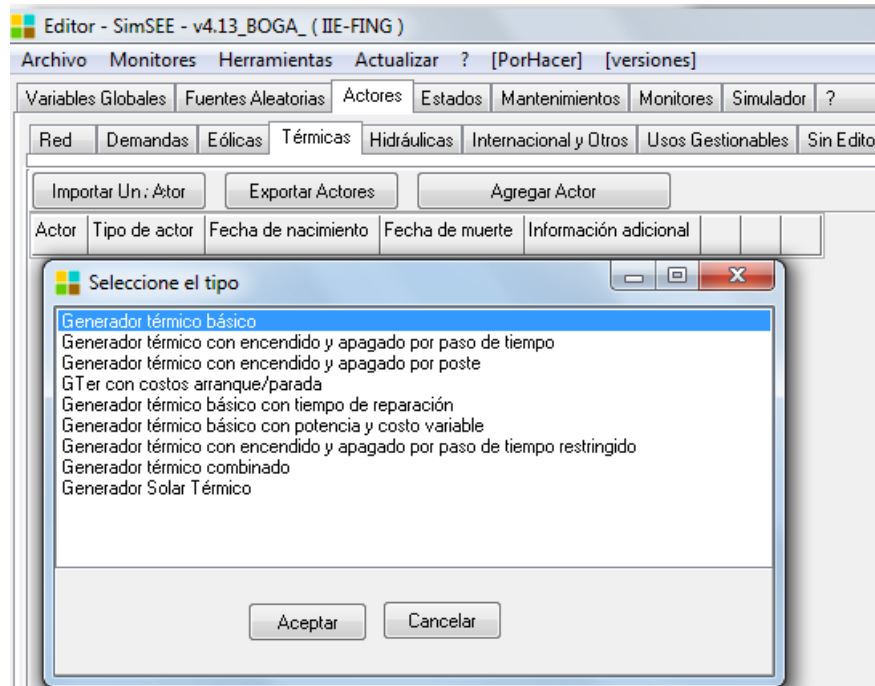 Editor - SimSEE - v4.13_BOGA_ ( IIE-FING )
Archivo Monitores Herramientas Actualizar ? [PorHacer] [versiones]
Variables Globales Fuentes Aleatorias Actores Estados Mantenimientos Monitores Simulador ?
Red Demandas Eólicas Térmicas Hidráulicas Internacional y Otros Usos Gestionables Sin Edito
Importar Un Ator Exportar Actores Agregar Actor
Actor Tipo de actor Fecha de nacimiento Fecha de muerte Información adicional
Seleccione el tipo
Generador térmico básico
Generador térmico con encendido y apagado por paso de tiempo
Generador térmico con encendido y apagado por poste
GTer con costos arranque/parada
Generador térmico básico con tiempo de reparación
Generador térmico básico con potencia y costo variable
Generador térmico con encendido y apagado por paso de tiempo restringido
Generador térmico combinado
Generador Solar Térmico
Aceptar Cancelar